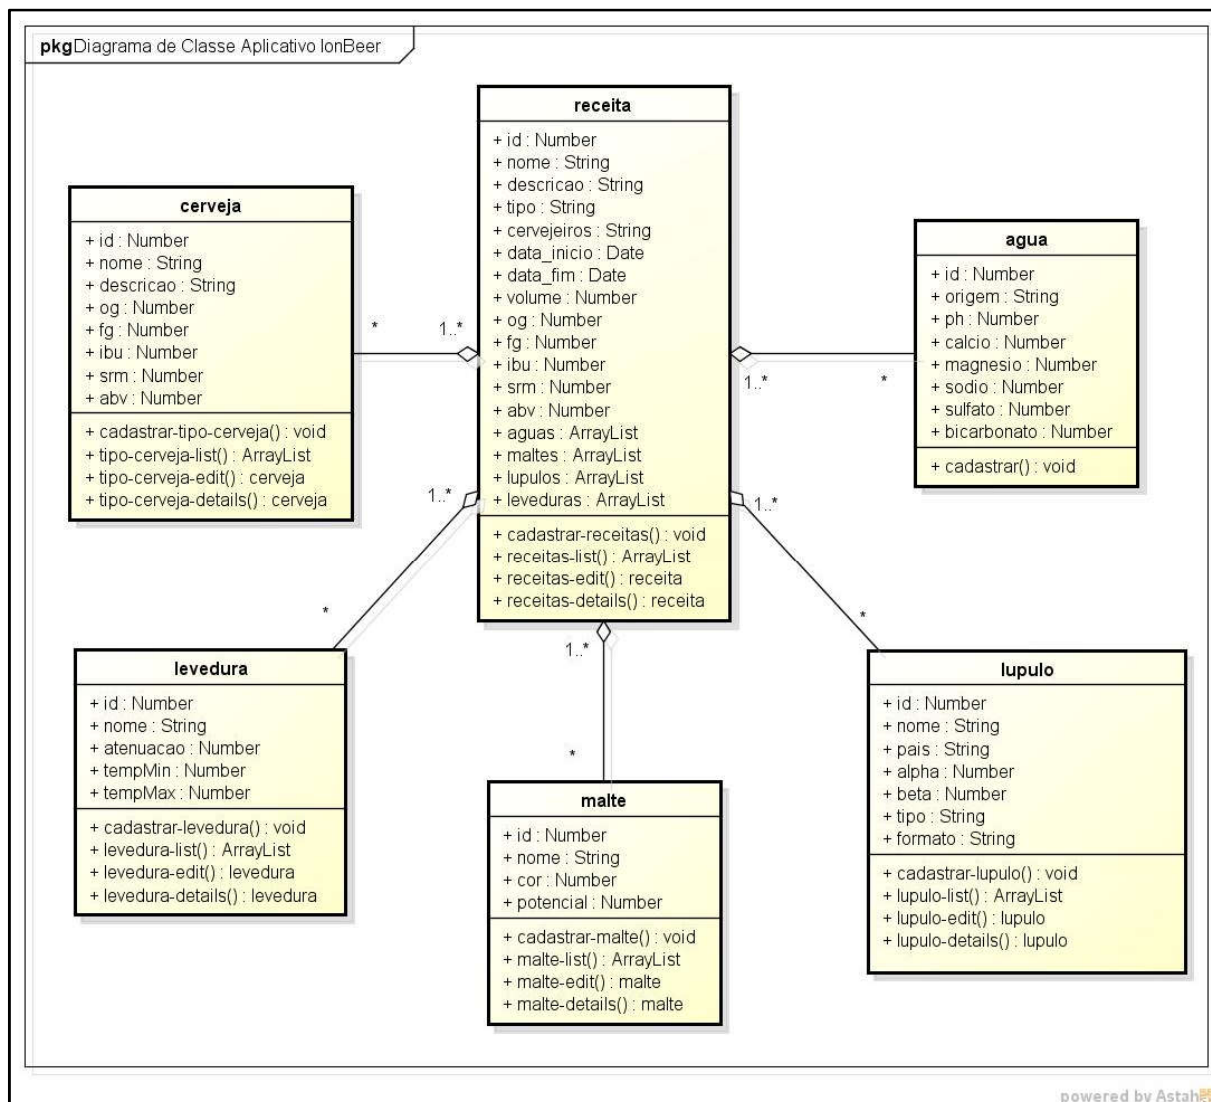 pkg Diagrama de Classe Aplicativo IonBeer
receita
+ id : Number
+ nome : String
+ descricao : String
+ tipo : String
+ cervejeiros : String
+ data_inicio : Date
+ data_fim : Date
+ volume : Number
+ og : Number
+ fg : Number
+ ibu : Number
+ srm : Number
+ abv : Number
+ aguas : ArrayList
+ maltes : ArrayList
+ lupulos : ArrayList
+ leveduras : ArrayList
+ cadastrar-receitas() : void
+ receitas-list() : ArrayList
+ receitas-edit() : receita
+ receitas-details() : receita
cerveja
+ id : Number
+ nome : String
+ descricao : String
+ og : Number
+ fg : Number
+ ibu : Number
+ srm : Number
+ abv : Number
+ cadastrar-tipo-cerveja() : void
+ tipo-cerveja-list() : ArrayList
+ tipo-cerveja-edit() : cerveja
+ tipo-cerveja-details() : cerveja
* 1..*
agua
+ id : Number
+ origem : String
+ ph : Number
+ calcio : Number
+ magnesio : Number
+ sodio : Number
+ sulfato : Number
+ bicarbonato : Number
+ cadastrar() : void
1..* *
1..*
*
1..*
*
1..*
*
levedura
+ id : Number
+ nome : String
+ atenuacao : Number
+ tempMin : Number
+ tempMax : Number
+ cadastrar-levedura() : void
+ levedura-list() : ArrayList
+ levedura-edit() : levedura
+ levedura-details() : levedura
malte
+ id : Number
+ nome : String
+ cor : Number
+ potencial : Number
+ cadastrar-malte() : void
+ malte-list() : ArrayList
+ malte-edit() : malte
+ malte-details() : malte
lupulo
+ id : Number
+ nome : String
+ pais : String
+ alpha : Number
+ beta : Number
+ tipo : String
+ formato : String
+ cadastrar-lupulo() : void
+ lupulo-list() : ArrayList
+ lupulo-edit() : lupulo
+ lupulo-details() : lupulo
powered by Astah